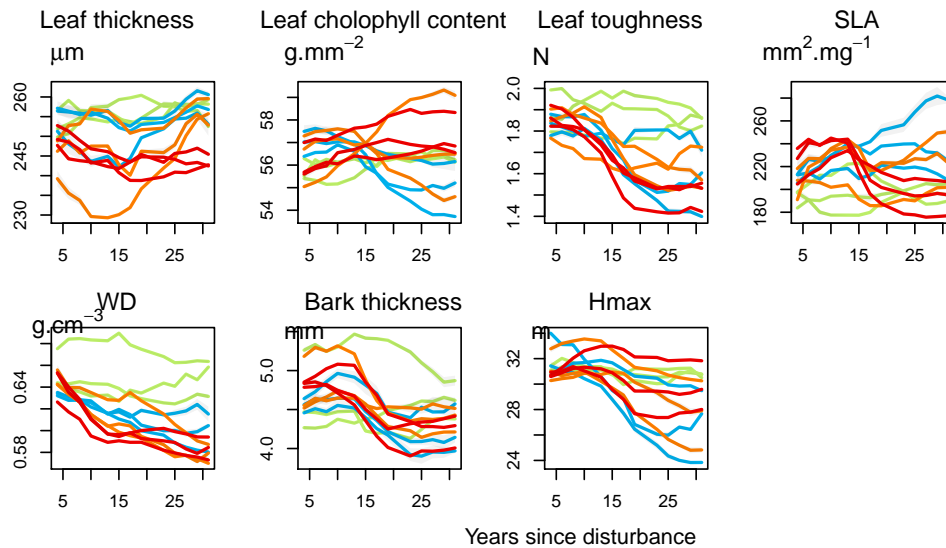 Leaf thickness
µm
260
245
230
5 15 25
Leaf cholophyll content
g.mm−2
58
56
54
5 15 25
Leaf toughness
N
2.0
1.8
1.6
1.4
5 15 25
SLA
mm2.mg−1
260
220
180
5 15 25
WD
g.cm−3
0.64
0.58
5 15 25
Bark thickness
mm
5.0
4.0
5 15 25
Hmax
m
32
28
24
5 15 25
Years since disturbance